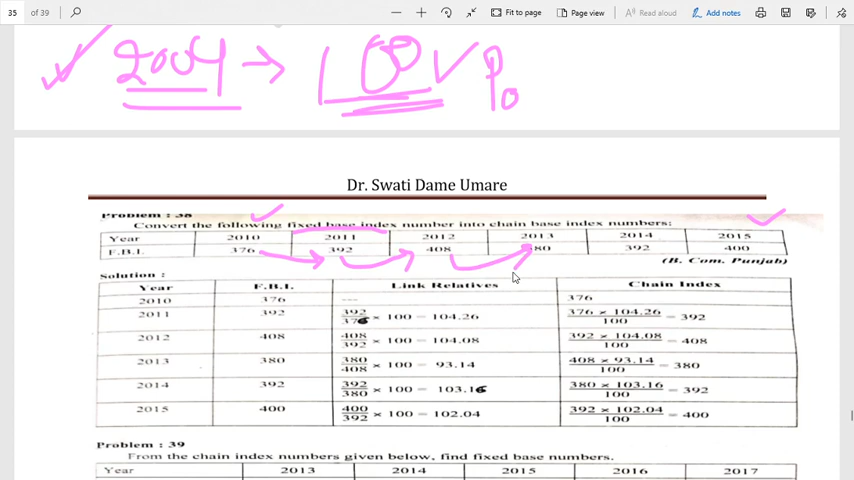 35 of 39 Fit to page Page view Read aloud Add notes
2004 → 100 P0
Dr. Swati Dame Umare
Problem : 38
Convert the following fixed base index number into chain base index numbers:
Year 2010 2011 2012 2013 2014 2015
F.B.I. 376 392 408 380 392 400
(B. Com. Punjab)
Solution :
Year F.B.I. Link Relatives Chain Index
2010 376 --- 376
2011 392 392/376 × 100 = 104.26 376 × 104.26/100 = 392
2012 408 408/392 × 100 = 104.08 392 × 104.08/100 = 408
2013 380 380/408 × 100 = 93.14 408 × 93.14/100 = 380
2014 392 392/380 × 100 = 103.16 380 × 103.16/100 = 392
2015 400 400/392 × 100 = 102.04 392 × 102.04/100 = 400
Problem : 39
From the chain index numbers given below, find fixed base numbers.
Year 2013 2014 2015 2016 2017